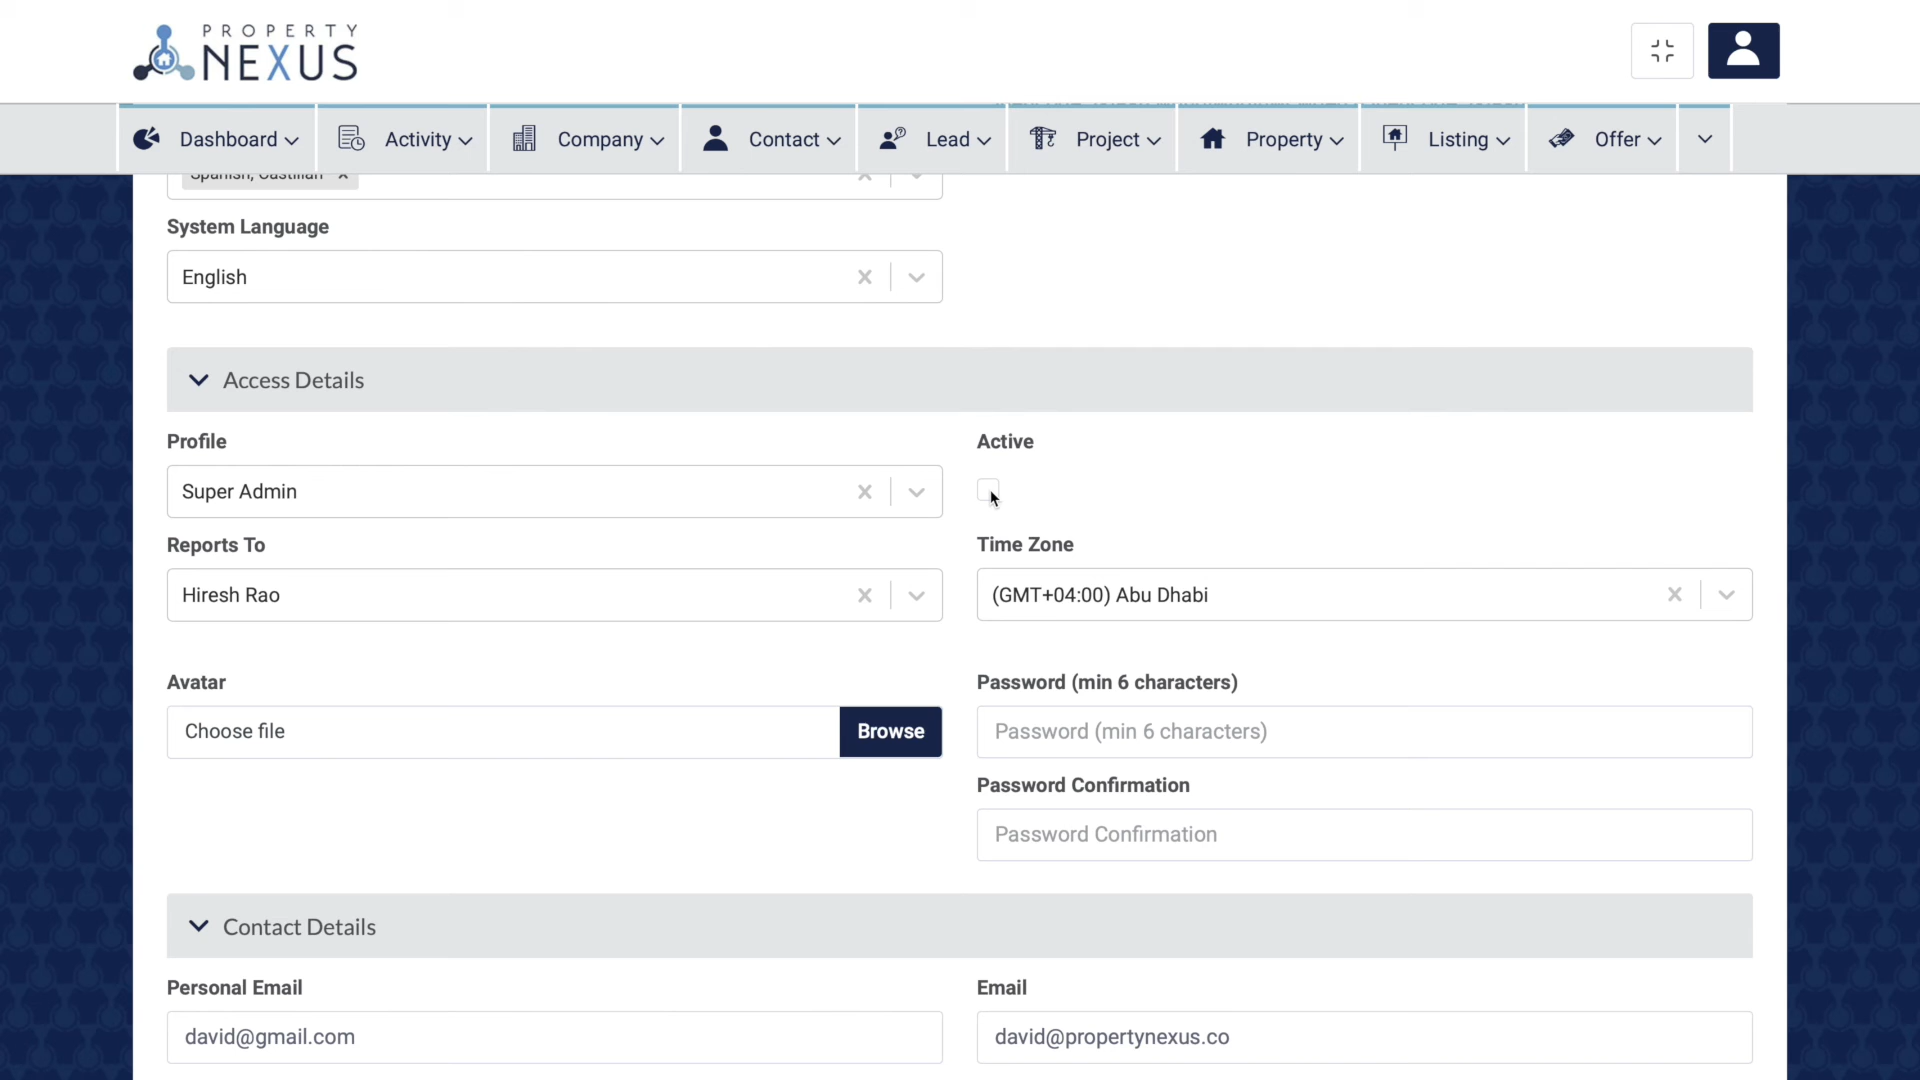 PROPERTY
NEXUS
Dashboard
Activity
Company
Contact
Lead
Project
Property
Listing
Offer
Spanish, Castilian
System Language
English
Access Details
Profile
Active
Super Admin
Reports To
Time Zone
Hiresh Rao
(GMT+04:00) Abu Dhabi
Avatar
Password (min 6 characters)
Choose file
Browse
Password (min 6 characters)
Password Confirmation
Password Confirmation
Contact Details
Personal Email
Email
david@gmail.com
david@propertynexus.co